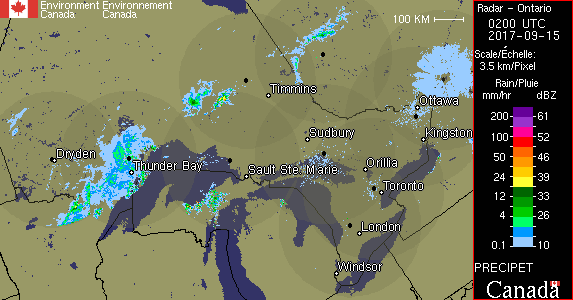 Environment Environnement
Canada Canada
100 KM
Timmins
Ottawa
Sudbury
Kingston
Dryden
Thunder Bay
Sault Ste. Marie
Orillia
Toronto
London
Windsor
Radar - Ontario
0200 UTC
2017-09-15
Scale/Échelle:
3.5 km/Pixel
Rain/Pluie
mm/hr dBZ
200 61
100 52
50 46
24 39
12 33
4 26
0.1 10
PRECIPET
Canada